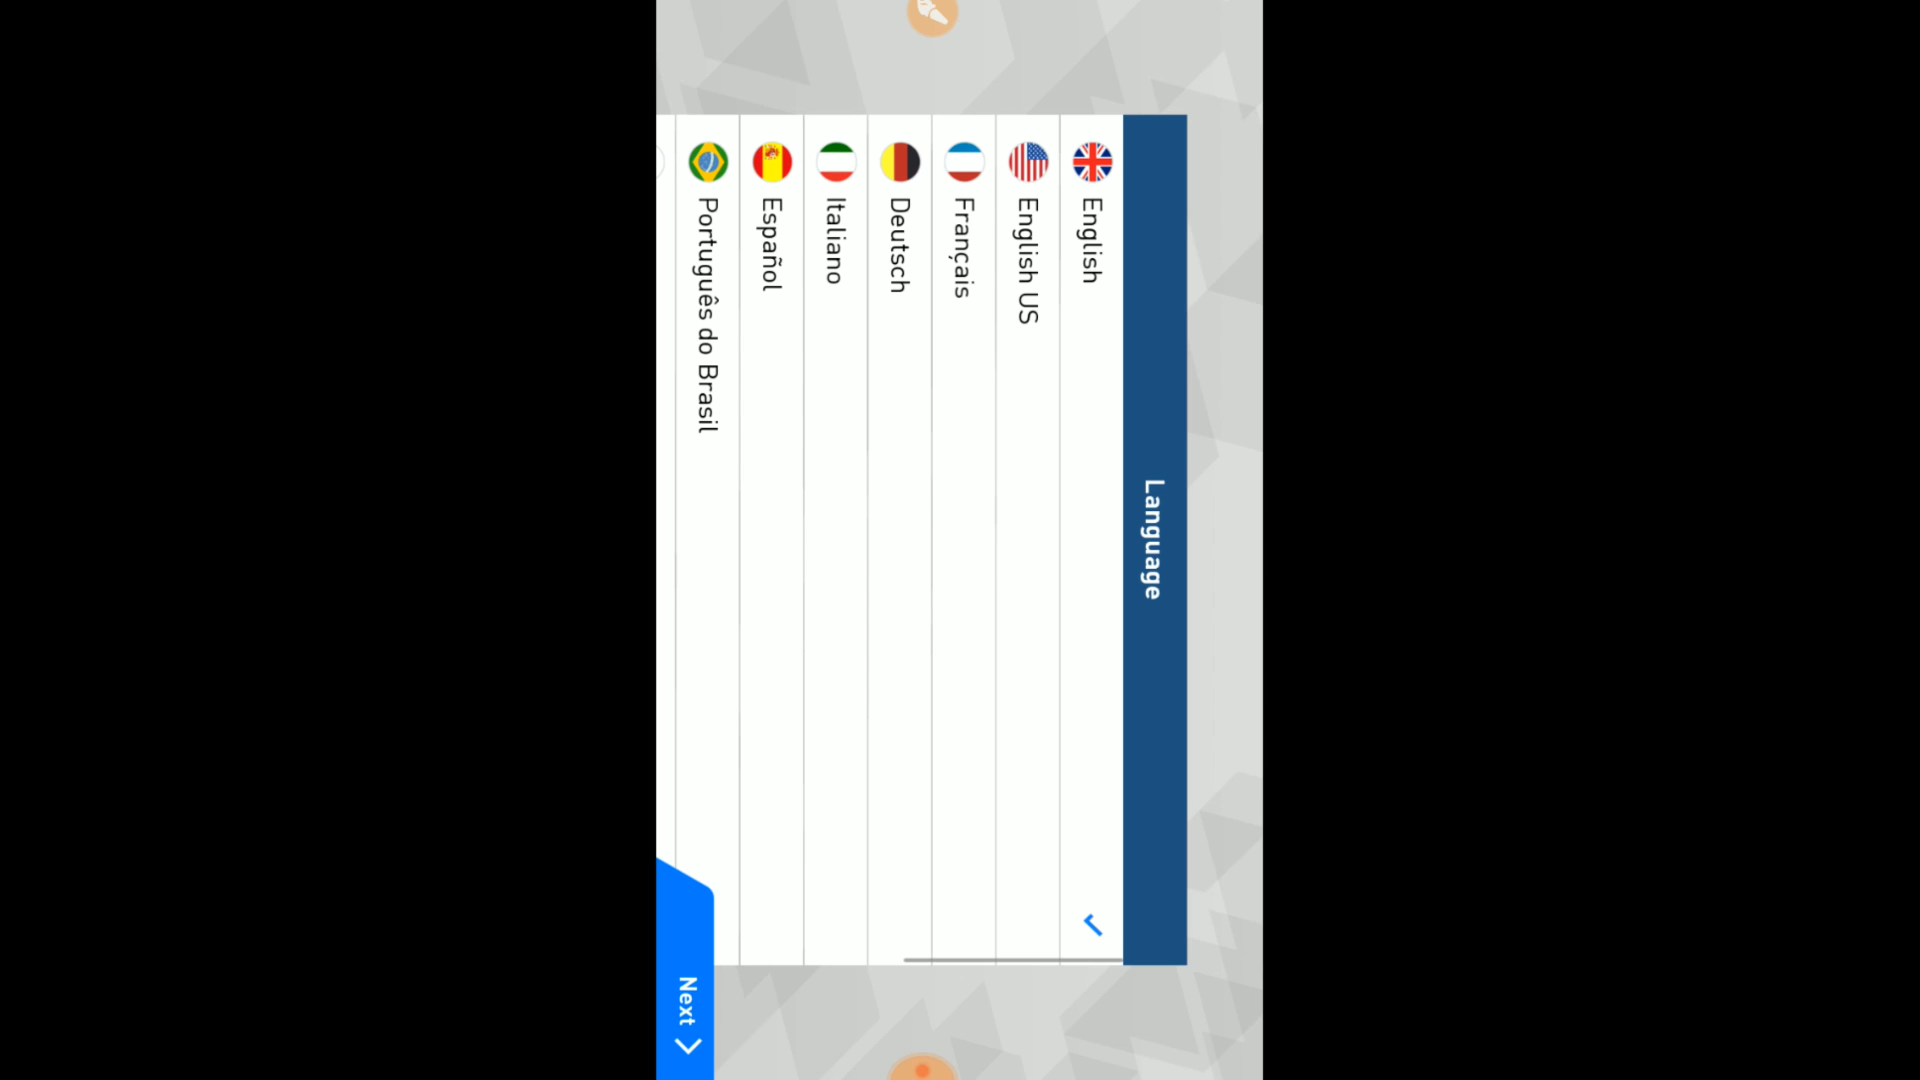 Language
English
English US
Français
Deutsch
Italiano
Español
Português do Brasil
Next